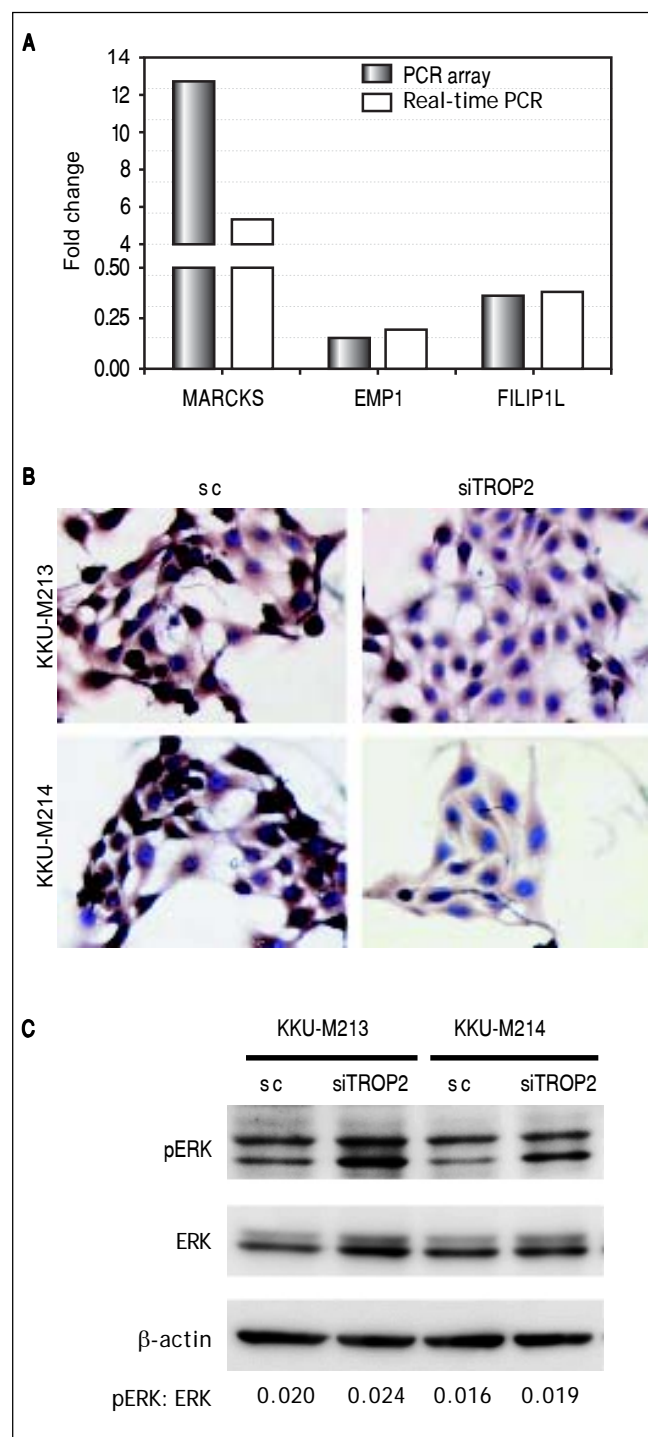 A
14
12
10
8
6
4
0.50
0.25
0.00
Fold change
PCR array
Real-time PCR
MARCKS EMP1 FILIP1L
B
sc siTROP2
KKU-M213
KKU-M214
C
KKU-M213 KKU-M214
sc siTROP2 sc siTROP2
pERK
ERK
β-actin
pERK: ERK 0.020 0.024 0.016 0.019